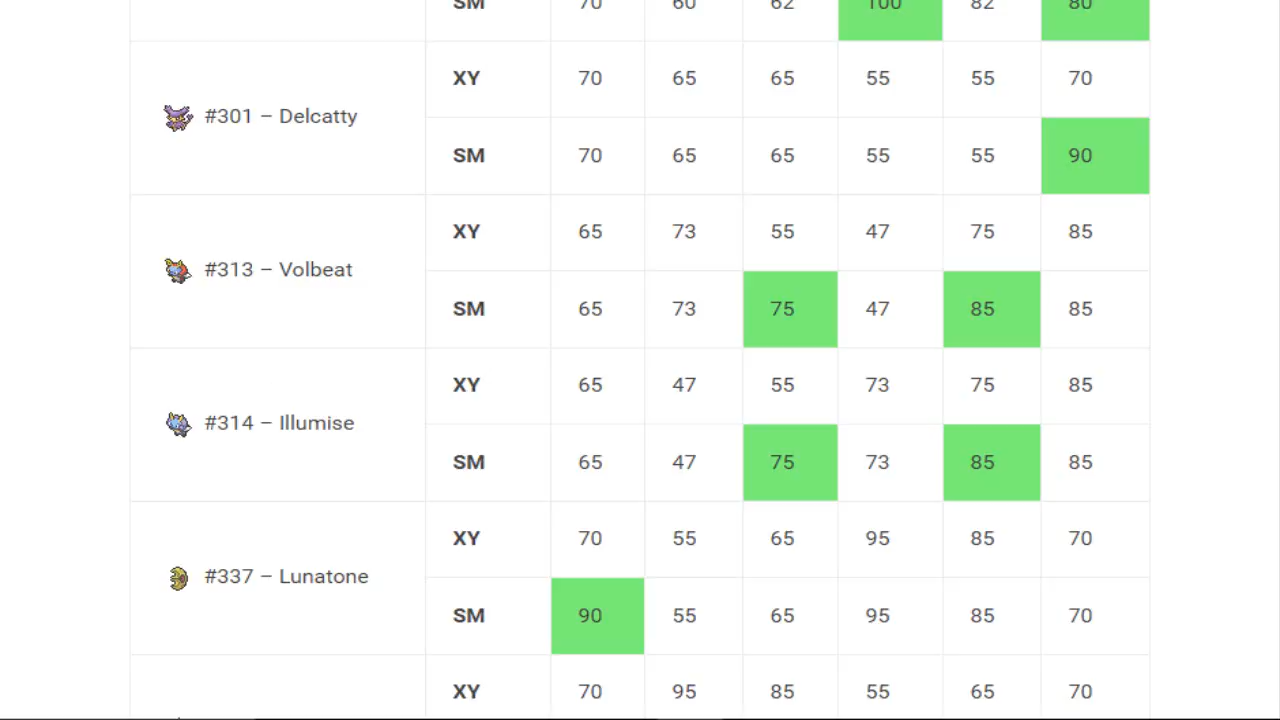 SM 70 60 62 100 82 80
XY 70 65 65 55 55 70
#301 – Delcatty
SM 70 65 65 55 55 90
XY 65 73 55 47 75 85
#313 – Volbeat
SM 65 73 75 47 85 85
XY 65 47 55 73 75 85
#314 – Illumise
SM 65 47 75 73 85 85
XY 70 55 65 95 85 70
#337 – Lunatone
SM 90 55 65 95 85 70
XY 70 95 85 55 65 70